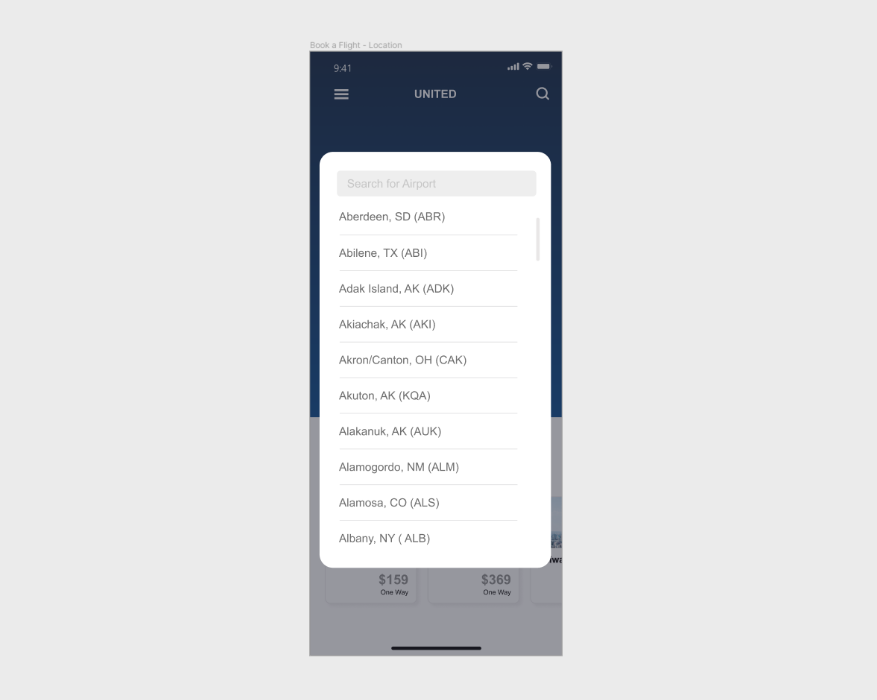 Book a Flight - Location
9:41
UNITED
Search for Airport
Aberdeen, SD (ABR)
Abilene, TX (ABI)
Adak Island, AK (ADK)
Akiachak, AK (AKI)
Akron/Canton, OH (CAK)
Akuton, AK (KQA)
Alakanuk, AK (AUK)
Alamogordo, NM (ALM)
Alamosa, CO (ALS)
Albany, NY ( ALB)
$159
One Way
$369
One Way